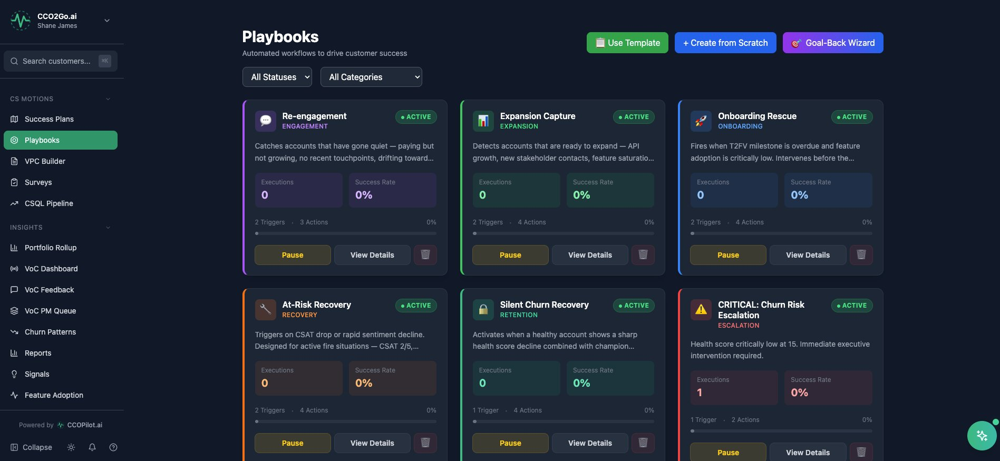 CCO2Go.ai
Shane James
Search customers...
⌘K
CS MOTIONS
Success Plans
Playbooks
VPC Builder
Surveys
CSQL Pipeline
INSIGHTS
Portfolio Rollup
VoC Dashboard
VoC Feedback
VoC PM Queue
Churn Patterns
Reports
Signals
Feature Adoption
Powered by CCOPilot.ai
Collapse
Playbooks
Automated workflows to drive customer success
Use Template
+ Create from Scratch
Goal-Back Wizard
All Statuses
All Categories
Re-engagement
ENGAGEMENT
ACTIVE
Catches accounts that have gone quiet — paying but
not growing, no recent touchpoints, drifting toward...
Executions
0
Success Rate
0%
2 Triggers · 3 Actions
0%
Pause
View Details
Expansion Capture
EXPANSION
ACTIVE
Detects accounts that are ready to expand — API
growth, new stakeholder contacts, feature saturatio...
Executions
0
Success Rate
0%
2 Triggers · 4 Actions
0%
Pause
View Details
Onboarding Rescue
ONBOARDING
ACTIVE
Fires when T2FV milestone is overdue and feature
adoption is critically low. Intervenes before the...
Executions
0
Success Rate
0%
2 Triggers · 4 Actions
0%
Pause
View Details
At-Risk Recovery
RECOVERY
ACTIVE
Triggers on CSAT drop or rapid sentiment decline.
Designed for active fire situations — CSAT 2/5,...
Executions
0
Success Rate
0%
2 Triggers · 4 Actions
0%
Pause
View Details
Silent Churn Recovery
RETENTION
ACTIVE
Activates when a healthy account shows a sharp
health score decline combined with champion...
Executions
0
Success Rate
0%
1 Trigger · 4 Actions
0%
Pause
View Details
CRITICAL: Churn Risk
Escalation
ESCALATION
ACTIVE
Health score critically low at 15. Immediate executive
intervention required.
Executions
1
Success Rate
0%
1 Trigger · 2 Actions
0%
Pause
View Details